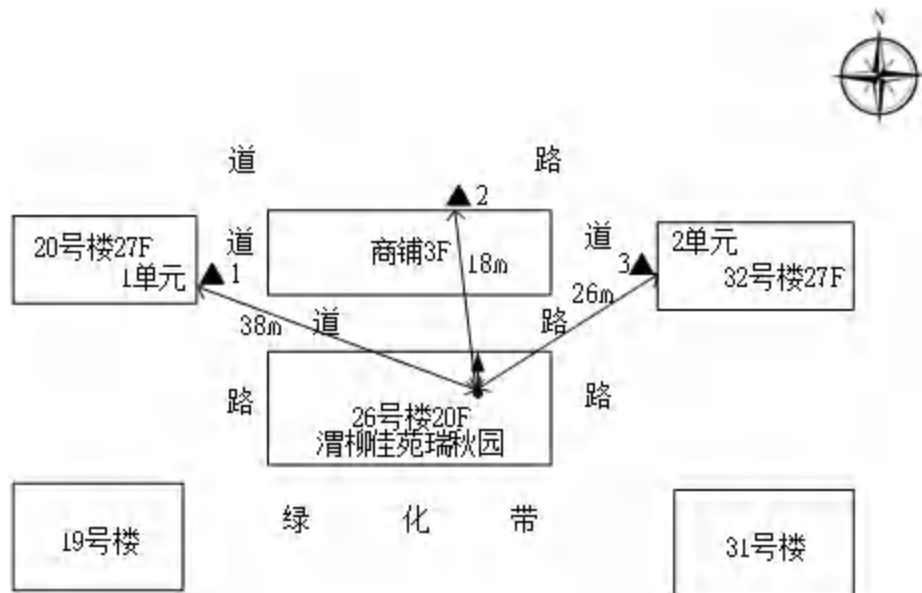 N
道 路
▲2
20号楼27F
1单元
▲1
道
商铺3F
18m
道
3▲
2单元
32号楼27F
26m
38m
道 路
路
26号楼20F
渭柳佳苑瑞秋园
路
19号楼
绿 化 带
31号楼